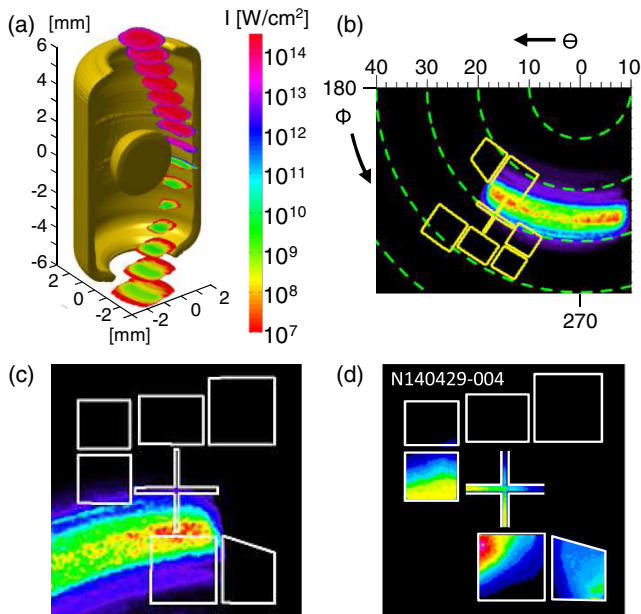 (a)
[mm]
I [W/cm²]
6
4
2
0
-2
-4
-6
-2
0
2
2
0
-2
[mm]
10¹⁴
10¹³
10¹²
10¹¹
10¹⁰
10⁹
10⁸
10⁷
(b)
← Θ
40 30 20 10 0 10
180
Φ
270
(c)
(d)
N140429-004